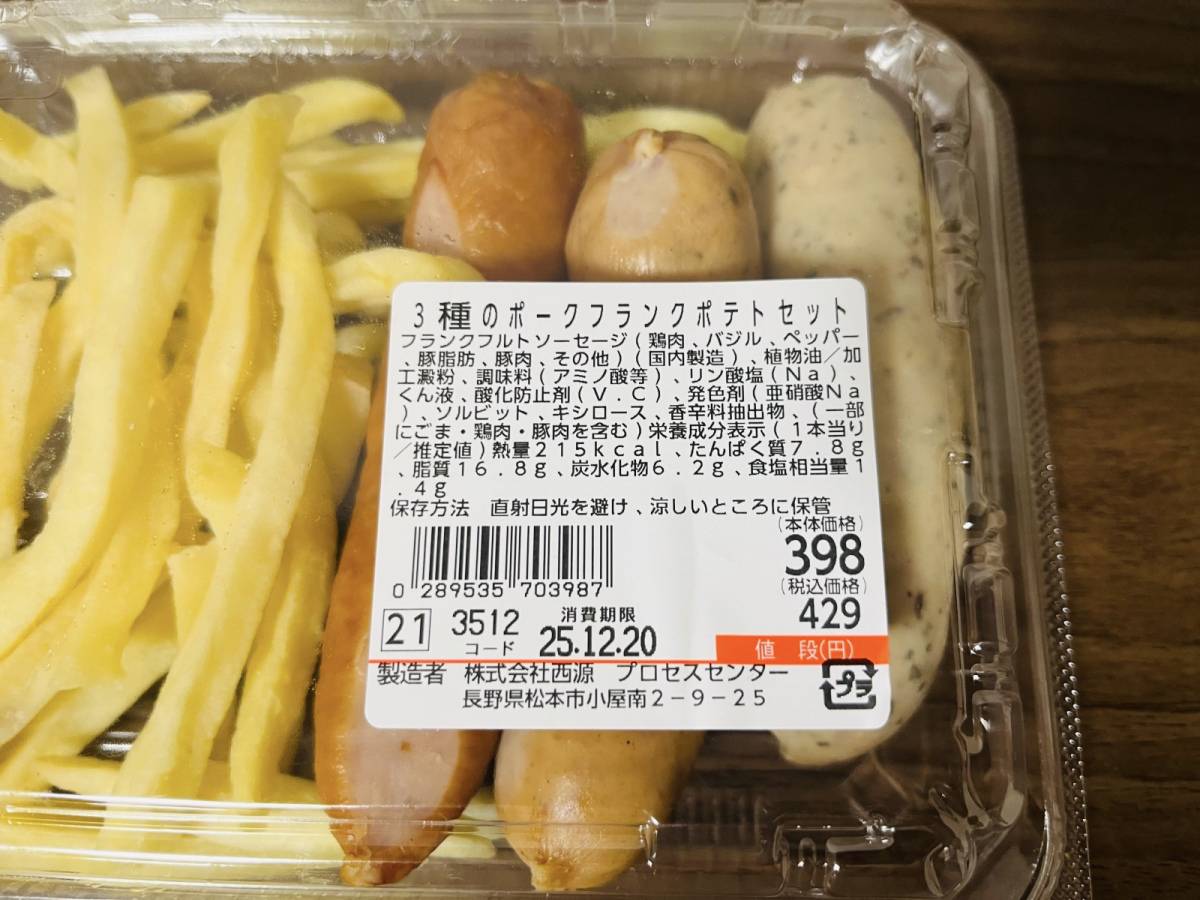 3種のポークフランクポテトセット
フランクフルトソーセージ(鶏肉、バジル、ペッパー
、豚脂肪、豚肉、その他)(国内製造)、植物油/加
工澱粉、調味料(アミノ酸等)、リン酸塩(Na)、
くん液、酸化防止剤(V.C)、発色剤(亜硝酸Na
)、ソルビット、キシロース、香辛料抽出物、(一部
にごま・鶏肉・豚肉を含む)栄養成分表示(1本当り
/推定値)熱量215kcal、たんぱく質7.8g
、脂質16.8g、炭水化物6.2g、食塩相当量1
.4g
保存方法 直射日光を避け、涼しいところに保管
(本体価格)
398
(税込価格)
429
値 段(円)
0 289535 703987
21 3512 コード
消費期限
25.12.20
製造者 株式会社西源 プロセスセンター
長野県松本市小屋南2-9-25
プラ